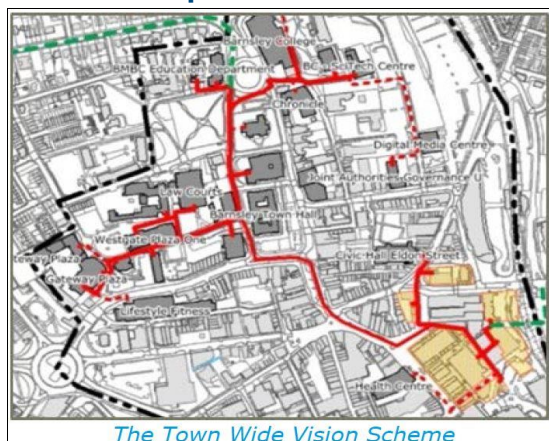 Barnsley College
BMBC Education Department
BC - SciTech Centre
Chronicle
Digital Media Centre
Joint Authorities Governance U
Law Courts
Barnsley Town Hall
Westgate Plaza One
Civic Hall Eldon Street
teway Plaza
Gateway Plaza
Lifestyle Fitness
Health Centre
The Town Wide Vision Scheme